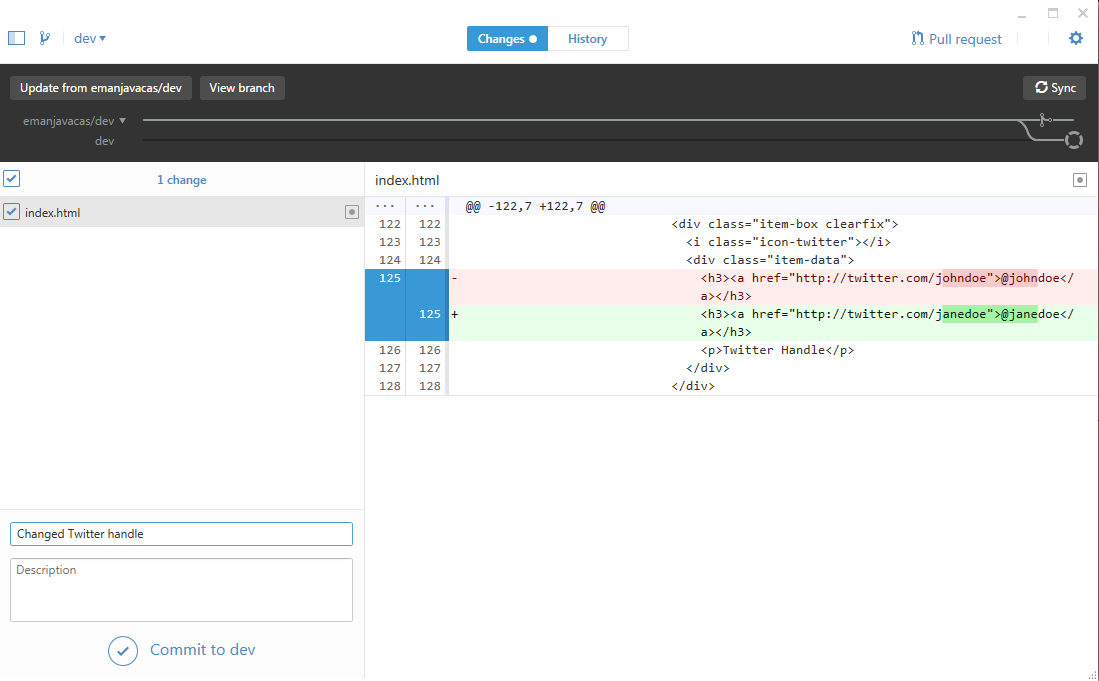 dev
Changes
History
Pull request
Update from emanjavacas/dev
View branch
Sync
emanjavacas/dev
dev
1 change
index.html
index.html
... ... @@ -122,7 +122,7 @@
122 122 <div class="item-box clearfix">
123 123 <i class="icon-twitter"></i>
124 124 <div class="item-data">
125 - <h3><a href="http://twitter.com/johndoe">@johndoe</
a></h3>
125 + <h3><a href="http://twitter.com/janedoe">@janedoe</
a></h3>
126 126 <p>Twitter Handle</p>
127 127 </div>
128 128 </div>
Changed Twitter handle
Description
Commit to dev